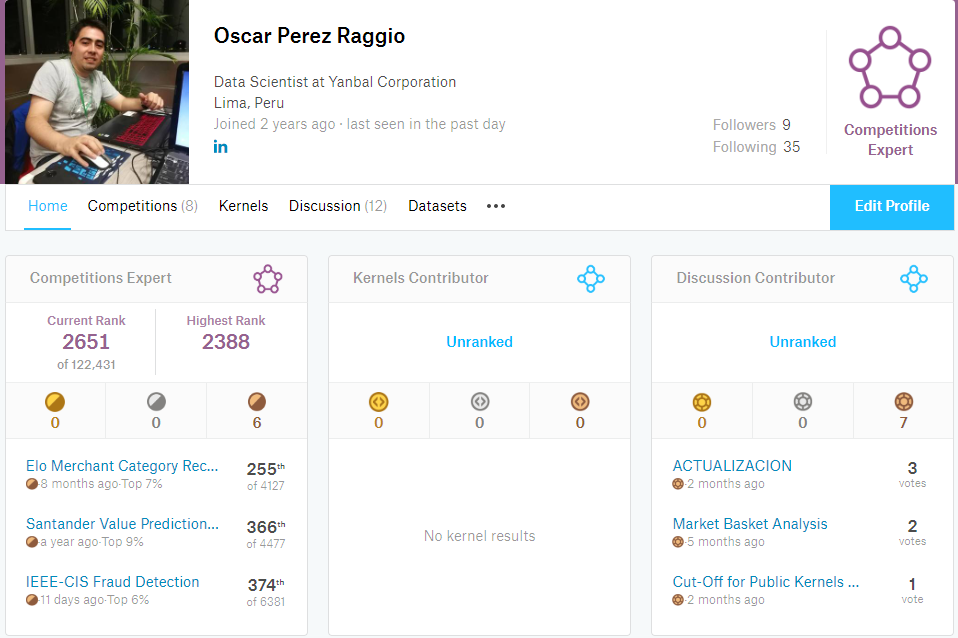 Oscar Perez Raggio
Data Scientist at Yanbal Corporation
Lima, Peru
Joined 2 years ago · last seen in the past day
in
Followers 9
Following 35
Competitions
Expert
Home Competitions (8) Kernels Discussion (12) Datasets •••
Edit Profile
Competitions Expert
Current Rank
2651
of 122,431
Highest Rank
2388
0 0 6
Elo Merchant Category Rec... 255th
8 months ago·Top 7% of 4127
Santander Value Prediction... 366th
a year ago·Top 9% of 4477
IEEE-CIS Fraud Detection 374th
11 days ago·Top 6% of 6381
Kernels Contributor
Unranked
0 0 0
No kernel results
Discussion Contributor
Unranked
0 0 7
ACTUALIZACION 3
2 months ago votes
Market Basket Analysis 2
5 months ago votes
Cut-Off for Public Kernels ... 1
2 months ago vote